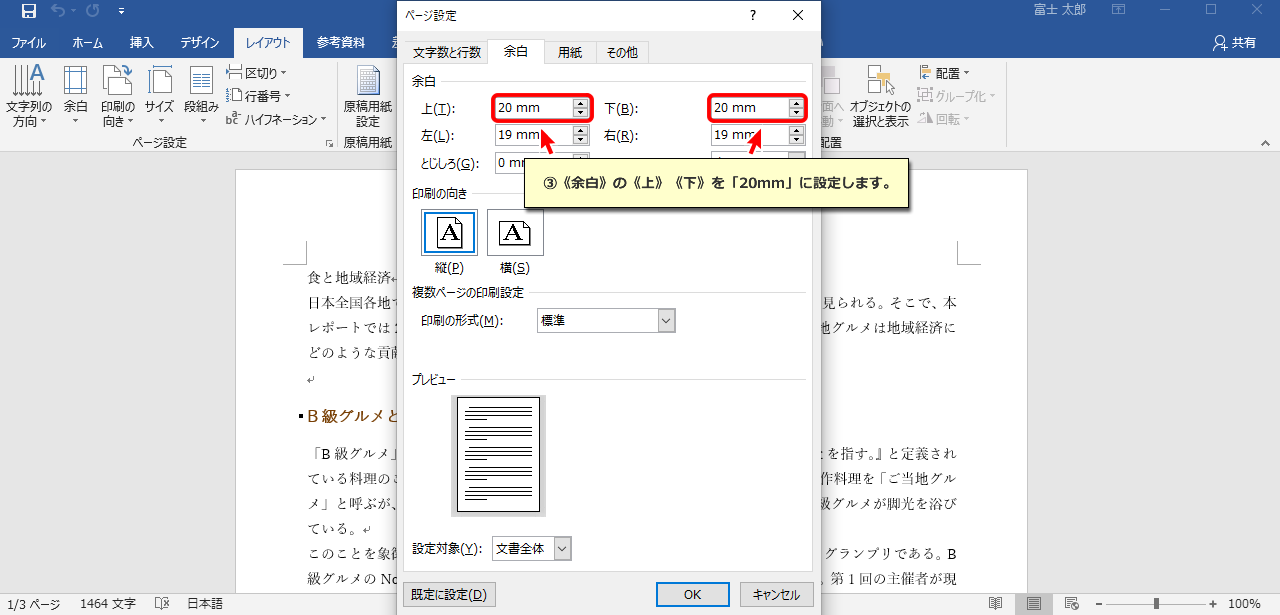 富士 太郎
ファイル ホーム 挿入 デザイン レイアウト 参考資料 共有
文字列の方向 余白 印刷の向き サイズ 段組み
区切り
行番号
ハイフネーション
ページ設定
原稿用紙設定
原稿用紙
オブジェクトの選択と表示
配置
グループ化
回転
配置
ページ設定 ?
文字数と行数 余白 用紙 その他
余白
上(T): 20 mm 下(B): 20 mm
左(L): 19 mm 右(R): 19 mm
とじしろ(G): 0 mm
③《余白》の《上》《下》を「20mm」に設定します。
印刷の向き
縦(P) 横(S)
複数ページの印刷設定
印刷の形式(M): 標準
プレビュー
設定対象(Y): 文書全体
既定に設定(D) OK キャンセル
食と地域経済
日本全国各地 見られる。そこで、本
レポートでは 地グルメは地域経済に
どのような貢献
B級グルメと
「B級グルメ」 を指す。』と定義され
ている料理の 作料理を「ご当地グル
メ」と呼ぶが、 級グルメが脚光を浴び
ている。
このことを象徴 グランプリである。B
級グルメの No 第1回の主催者が現
1/3 ページ 1464 文字 日本語 100%